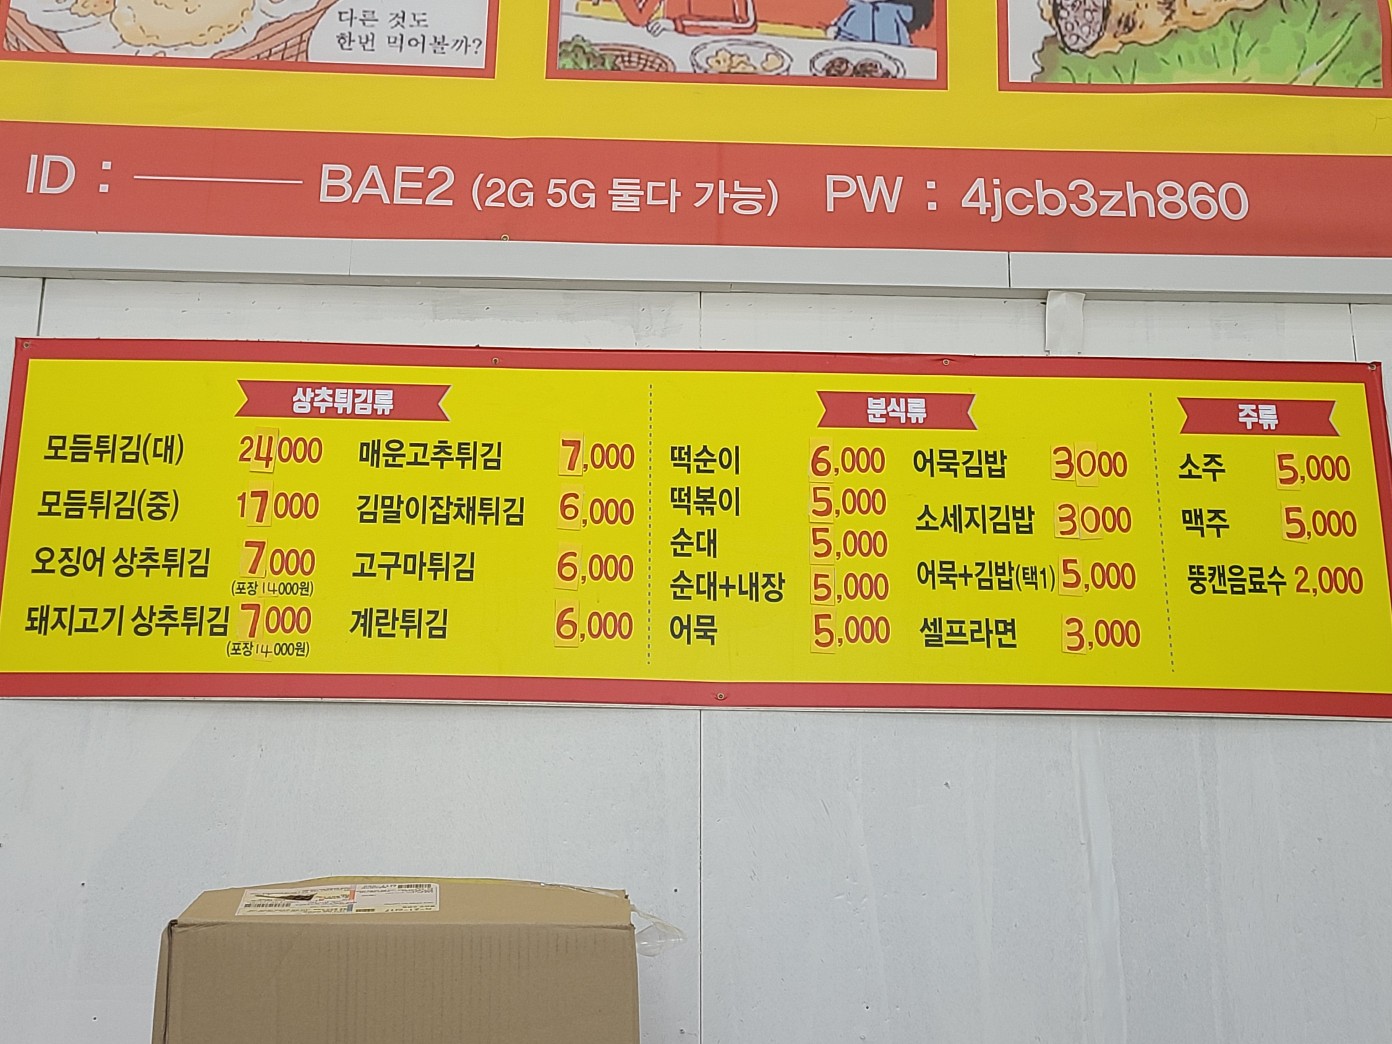 다른 것도
한번 먹어볼까?
ID : ——— BAE2 (2G 5G 둘다 가능) PW : 4jcb3zh860
상추튀김류
모듬튀김(대) 24000
모듬튀김(중) 17000
오징어 상추튀김 7000
(포장 14000원)
돼지고기 상추튀김 7000
(포장 14000원)
매운고추튀김 7,000
김말이잡채튀김 6,000
고구마튀김 6,000
계란튀김 6,000
분식류
떡순이 6,000
떡볶이 5,000
순대 5,000
순대+내장 5,000
어묵 5,000
어묵김밥 3000
소세지김밥 3000
어묵+김밥(택1) 5,000
셀프라면 3,000
주류
소주 5,000
맥주 5,000
뚱캔음료수 2,000